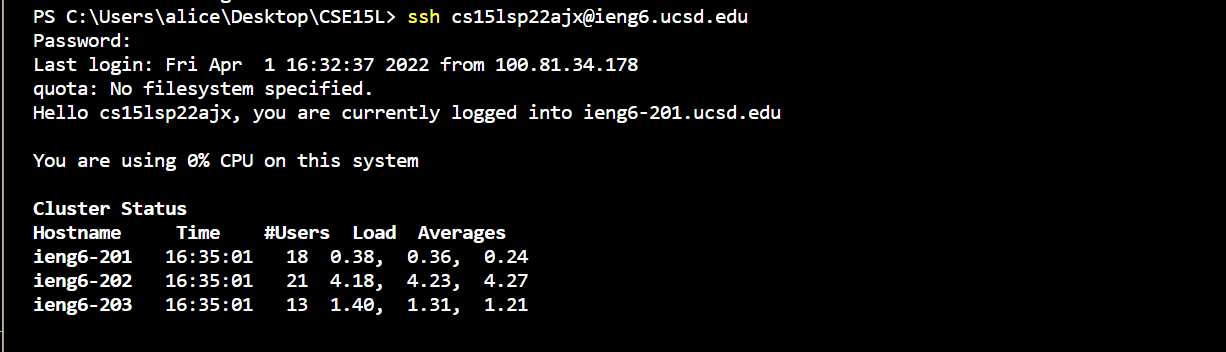 PS C:\Users\alice\Desktop\CSE15L> ssh cs15lsp22ajx@ieng6.ucsd.edu
Password:
Last login: Fri Apr  1 16:32:37 2022 from 100.81.34.178
quota: No filesystem specified.
Hello cs15lsp22ajx, you are currently logged into ieng6-201.ucsd.edu
You are using 0% CPU on this system
Cluster Status
Hostname     Time    #Users  Load  Averages
ieng6-201   16:35:01   18  0.38,  0.36,  0.24
ieng6-202   16:35:01   21  4.18,  4.23,  4.27
ieng6-203   16:35:01   13  1.40,  1.31,  1.21